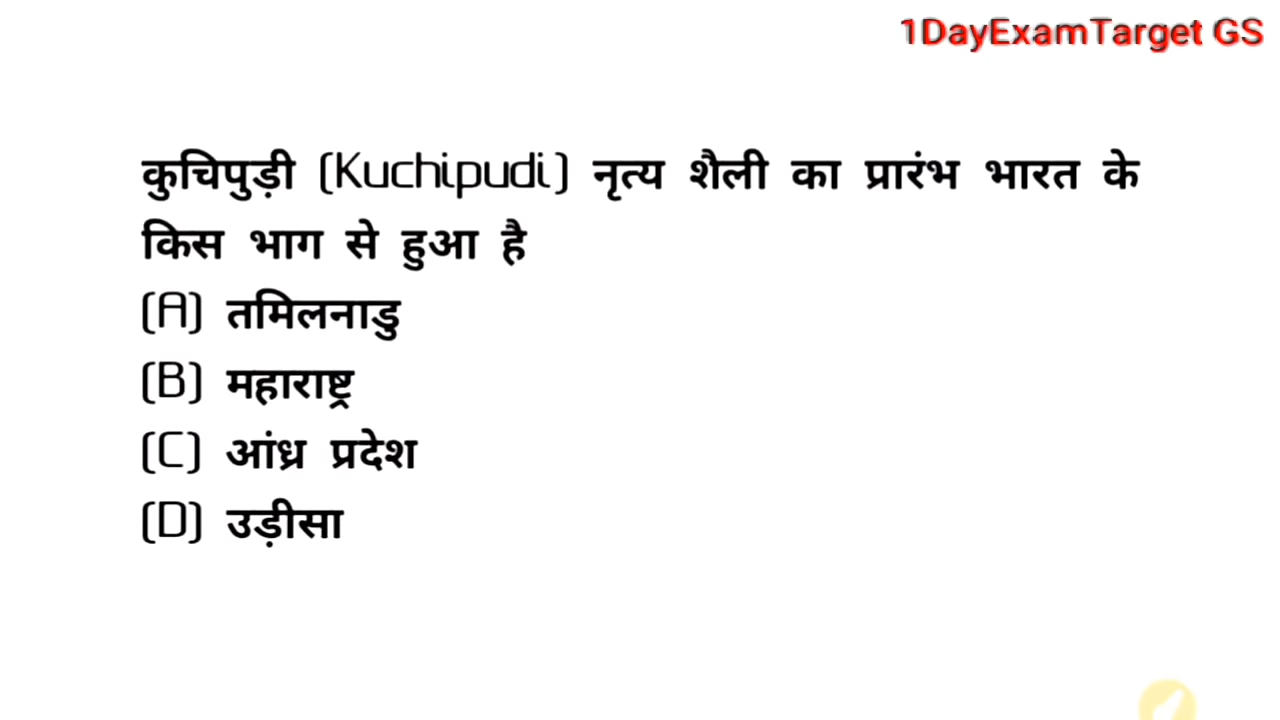 1DayExamTarget GS
कुचिपुड़ी (Kuchipudi) नृत्य शैली का प्रारंभ भारत के
किस भाग से हुआ है
(A) तमिलनाडु
(B) महाराष्ट्र
(C) आंध्र प्रदेश
(D) उड़ीसा